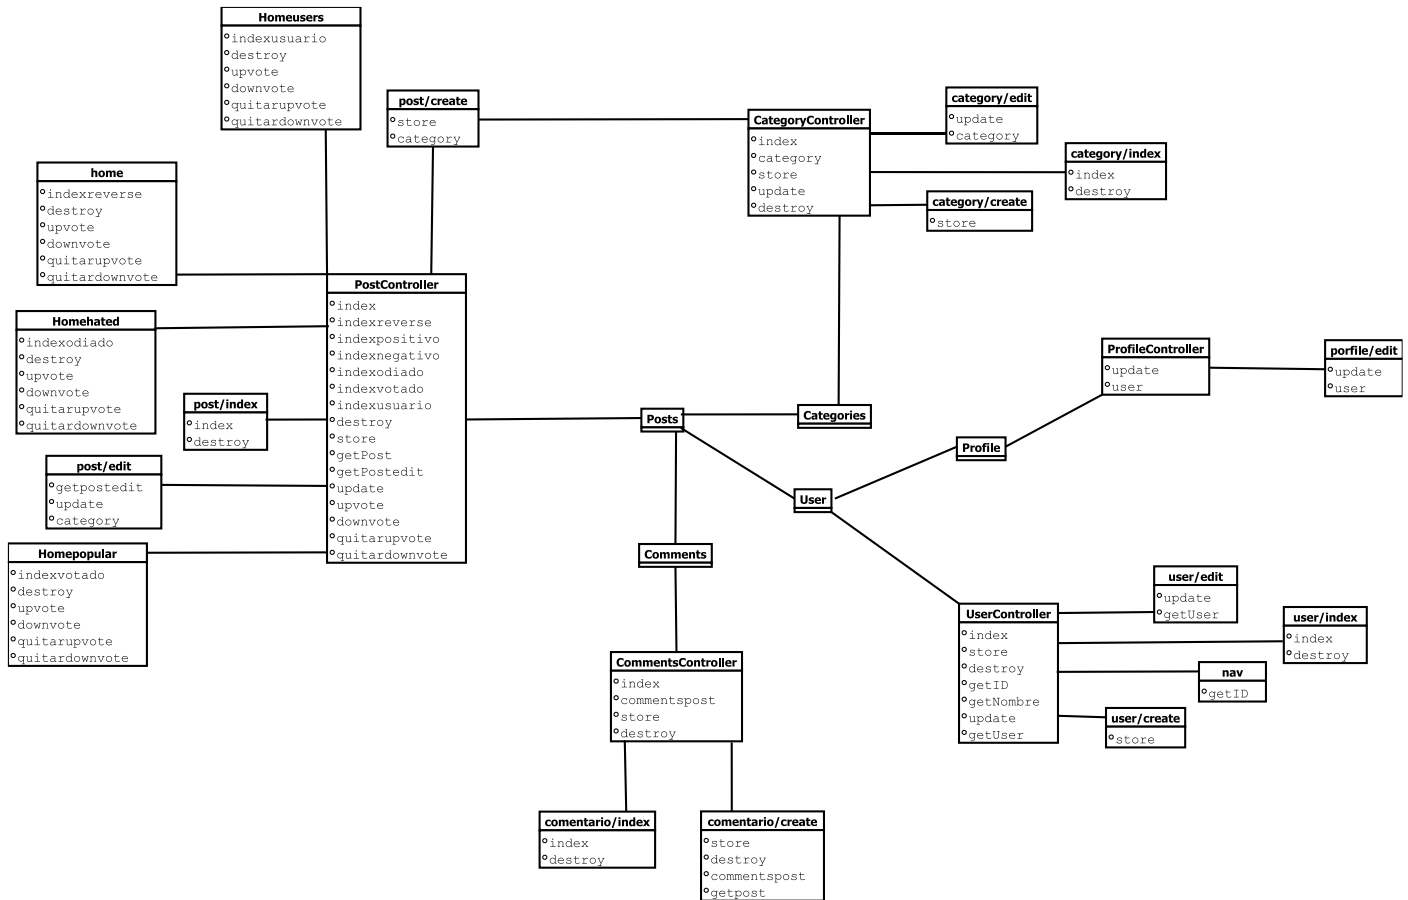 Homeusers
indexusuario
destroy
upvote
downvote
quitarupvote
quitardownvote
post/create
store
category
CategoryController
index
category
store
update
destroy
category/edit
update
category
category/index
index
destroy
category/create
store
home
indexreverse
destroy
upvote
downvote
quitarupvote
quitardownvote
PostController
index
indexreverse
indexpositivo
indexnegativo
indexodiado
indexvotado
indexusuario
destroy
store
getPost
getPostedit
update
upvote
downvote
quitarupvote
quitardownvote
Homehated
indexodiado
destroy
upvote
downvote
quitarupvote
quitardownvote
post/index
index
destroy
post/edit
getpostedit
update
category
Homepopular
indexvotado
destroy
upvote
downvote
quitarupvote
quitardownvote
Posts
Categories
ProfileController
update
user
porfile/edit
update
user
Profile
User
Comments
UserController
index
store
destroy
getID
getNombre
update
getUser
user/edit
update
getUser
user/index
index
destroy
nav
getID
user/create
store
CommentsController
index
commentspost
store
destroy
comentario/index
index
destroy
comentario/create
store
destroy
commentspost
getpost